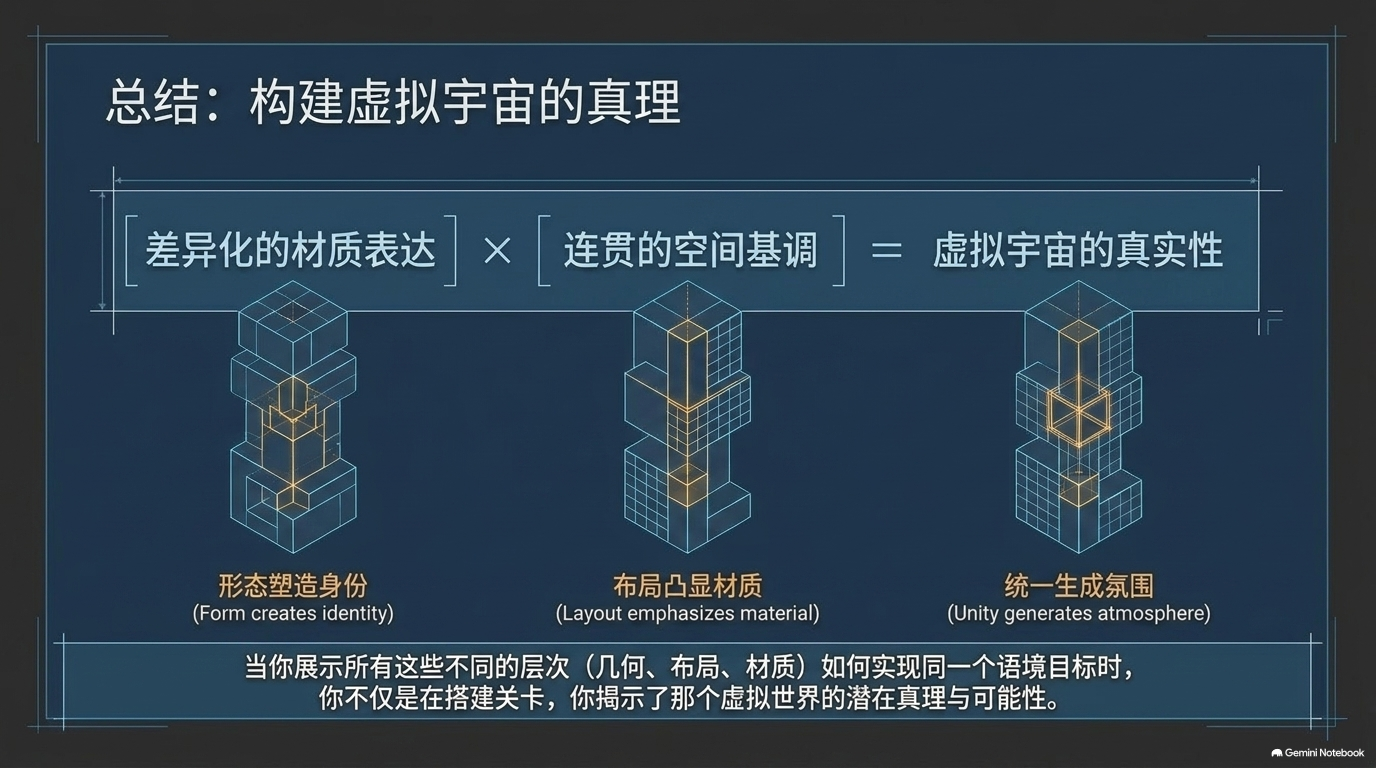 总结：构建虚拟宇宙的真理
[差异化的材质表达] × [连贯的空间基调] = 虚拟宇宙的真实性
形态塑造身份
(Form creates identity)
布局凸显材质
(Layout emphasizes material)
统一生成氛围
(Unity generates atmosphere)
当你展示所有这些不同的层次（几何、布局、材质）如何实现同一个语境目标时，
你不仅是在搭建关卡，你揭示了那个虚拟世界的潜在真理与可能性。
Gemini Notebook